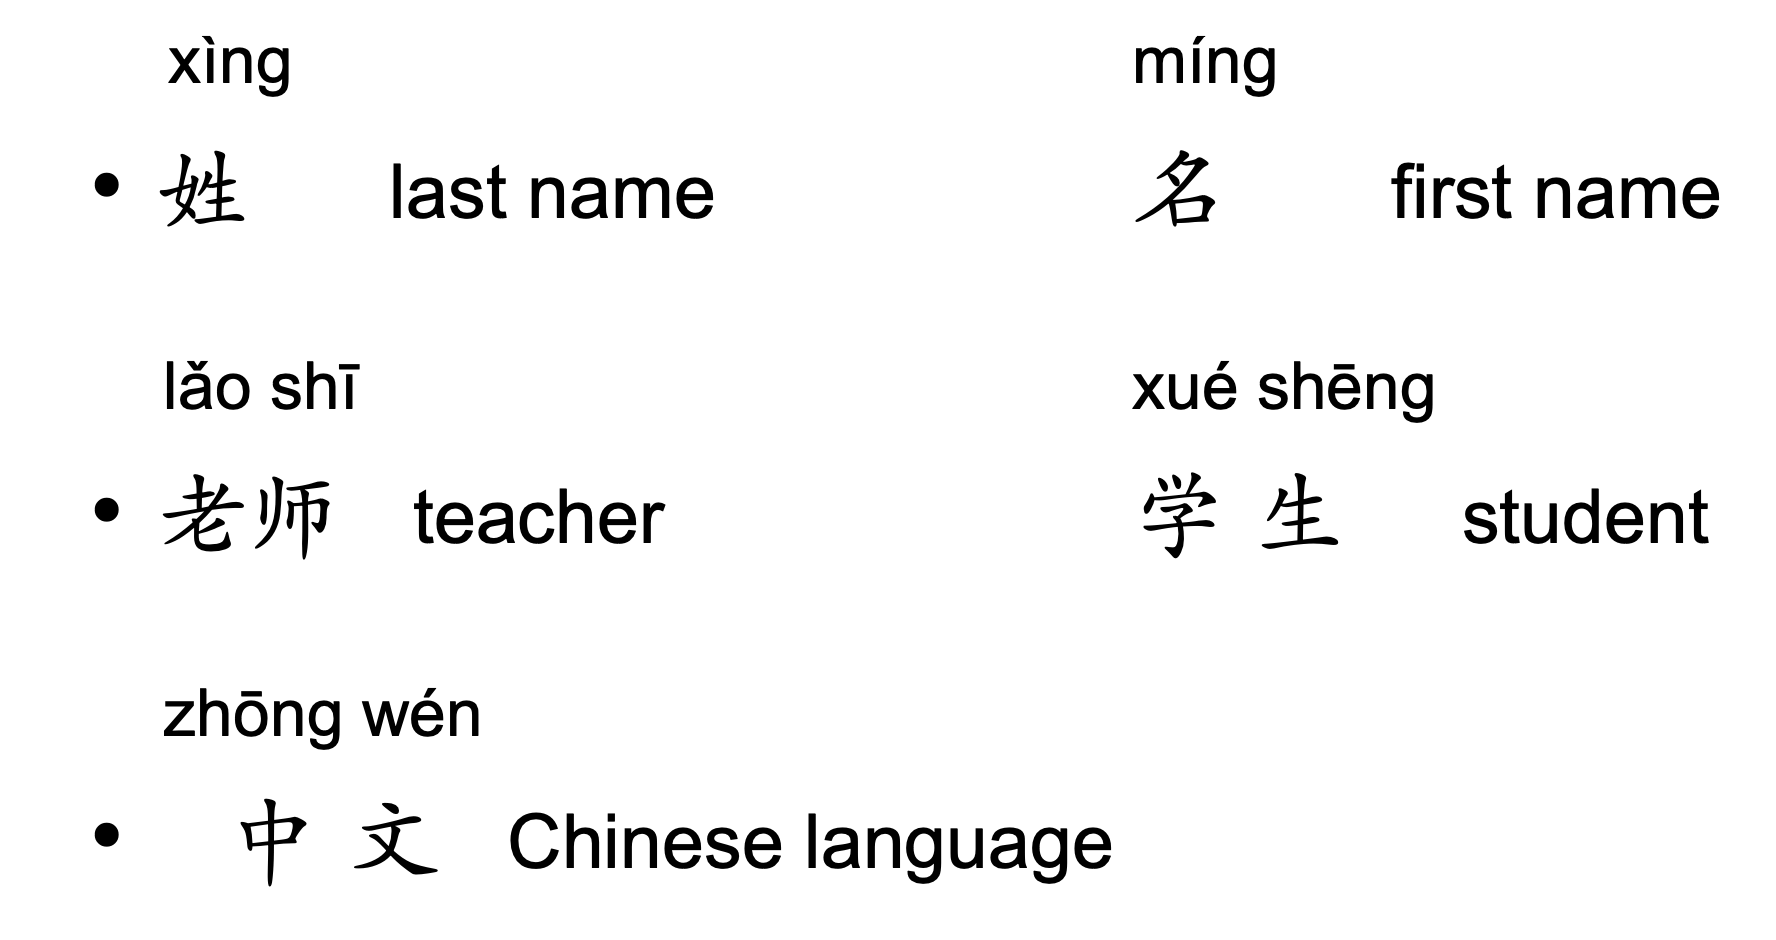 xìng míng
• 姓 last name 名 first name
lǎo shī xué shēng
• 老师 teacher 学 生 student
zhōng wén
• 中 文 Chinese language